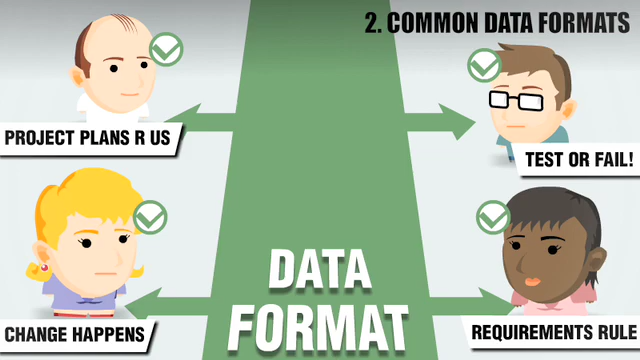 2. COMMON DATA FORMATS
PROJECT PLANS R US
TEST OR FAIL!
CHANGE HAPPENS
DATA
FORMAT
REQUIREMENTS RULE